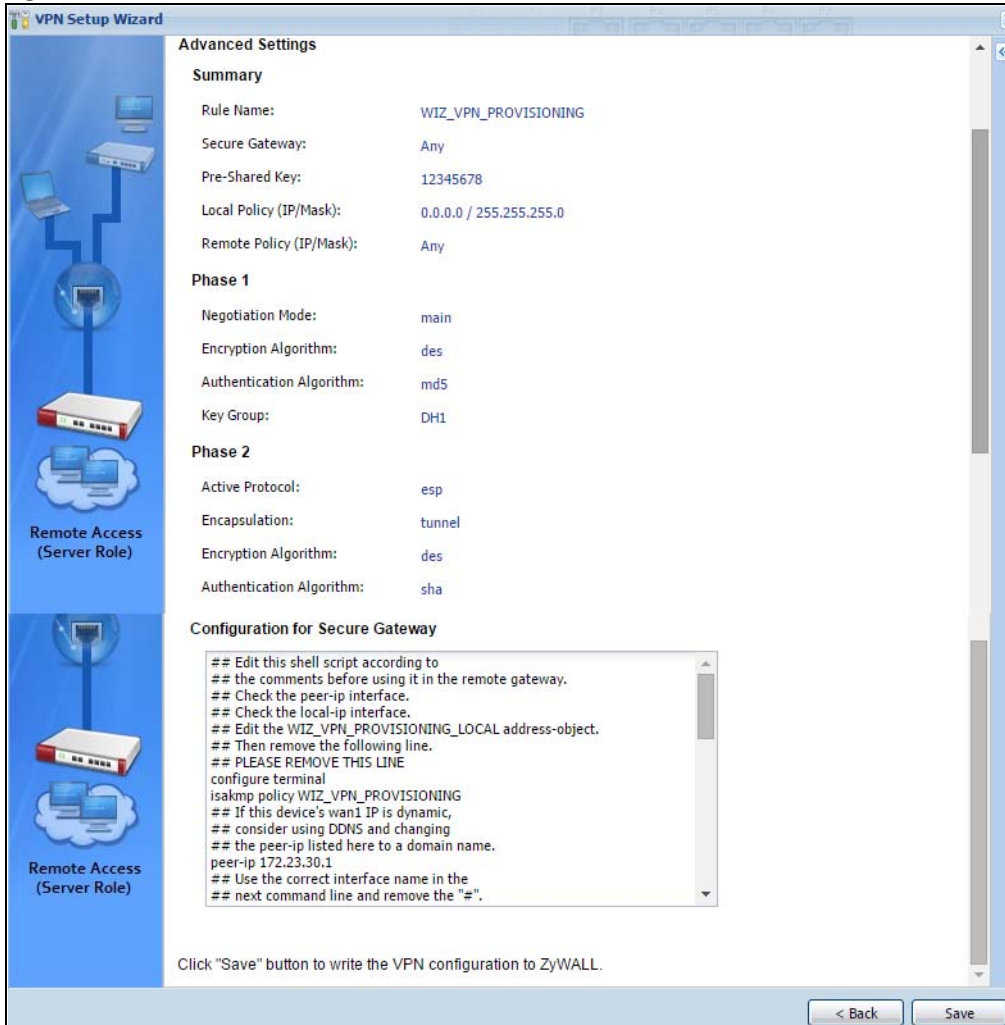 VPN Setup Wizard
Advanced Settings
Summary
Rule Name: WIZ_VPN_PROVISIONING
Secure Gateway: Any
Pre-Shared Key: 12345678
Local Policy (IP/Mask): 0.0.0.0 / 255.255.255.0
Remote Policy (IP/Mask): Any
Phase 1
Negotiation Mode: main
Encryption Algorithm: des
Authentication Algorithm: md5
Key Group: DH1
Phase 2
Active Protocol: esp
Encapsulation: tunnel
Encryption Algorithm: des
Authentication Algorithm: sha
Remote Access
(Server Role)
Configuration for Secure Gateway
## Edit this shell script according to
## the comments before using it in the remote gateway.
## Check the peer-ip interface.
## Check the local-ip interface.
## Edit the WIZ_VPN_PROVISIONING_LOCAL address-object.
## Then remove the following line.
## PLEASE REMOVE THIS LINE
configure terminal
isakmp policy WIZ_VPN_PROVISIONING
## If this device's wan1 IP is dynamic,
## consider using DDNS and changing
## the peer-ip listed here to a domain name.
peer-ip 172.23.30.1
## Use the correct interface name in the
## next command line and remove the "#".
Remote Access
(Server Role)
Click "Save" button to write the VPN configuration to ZyWALL.
< Back
Save